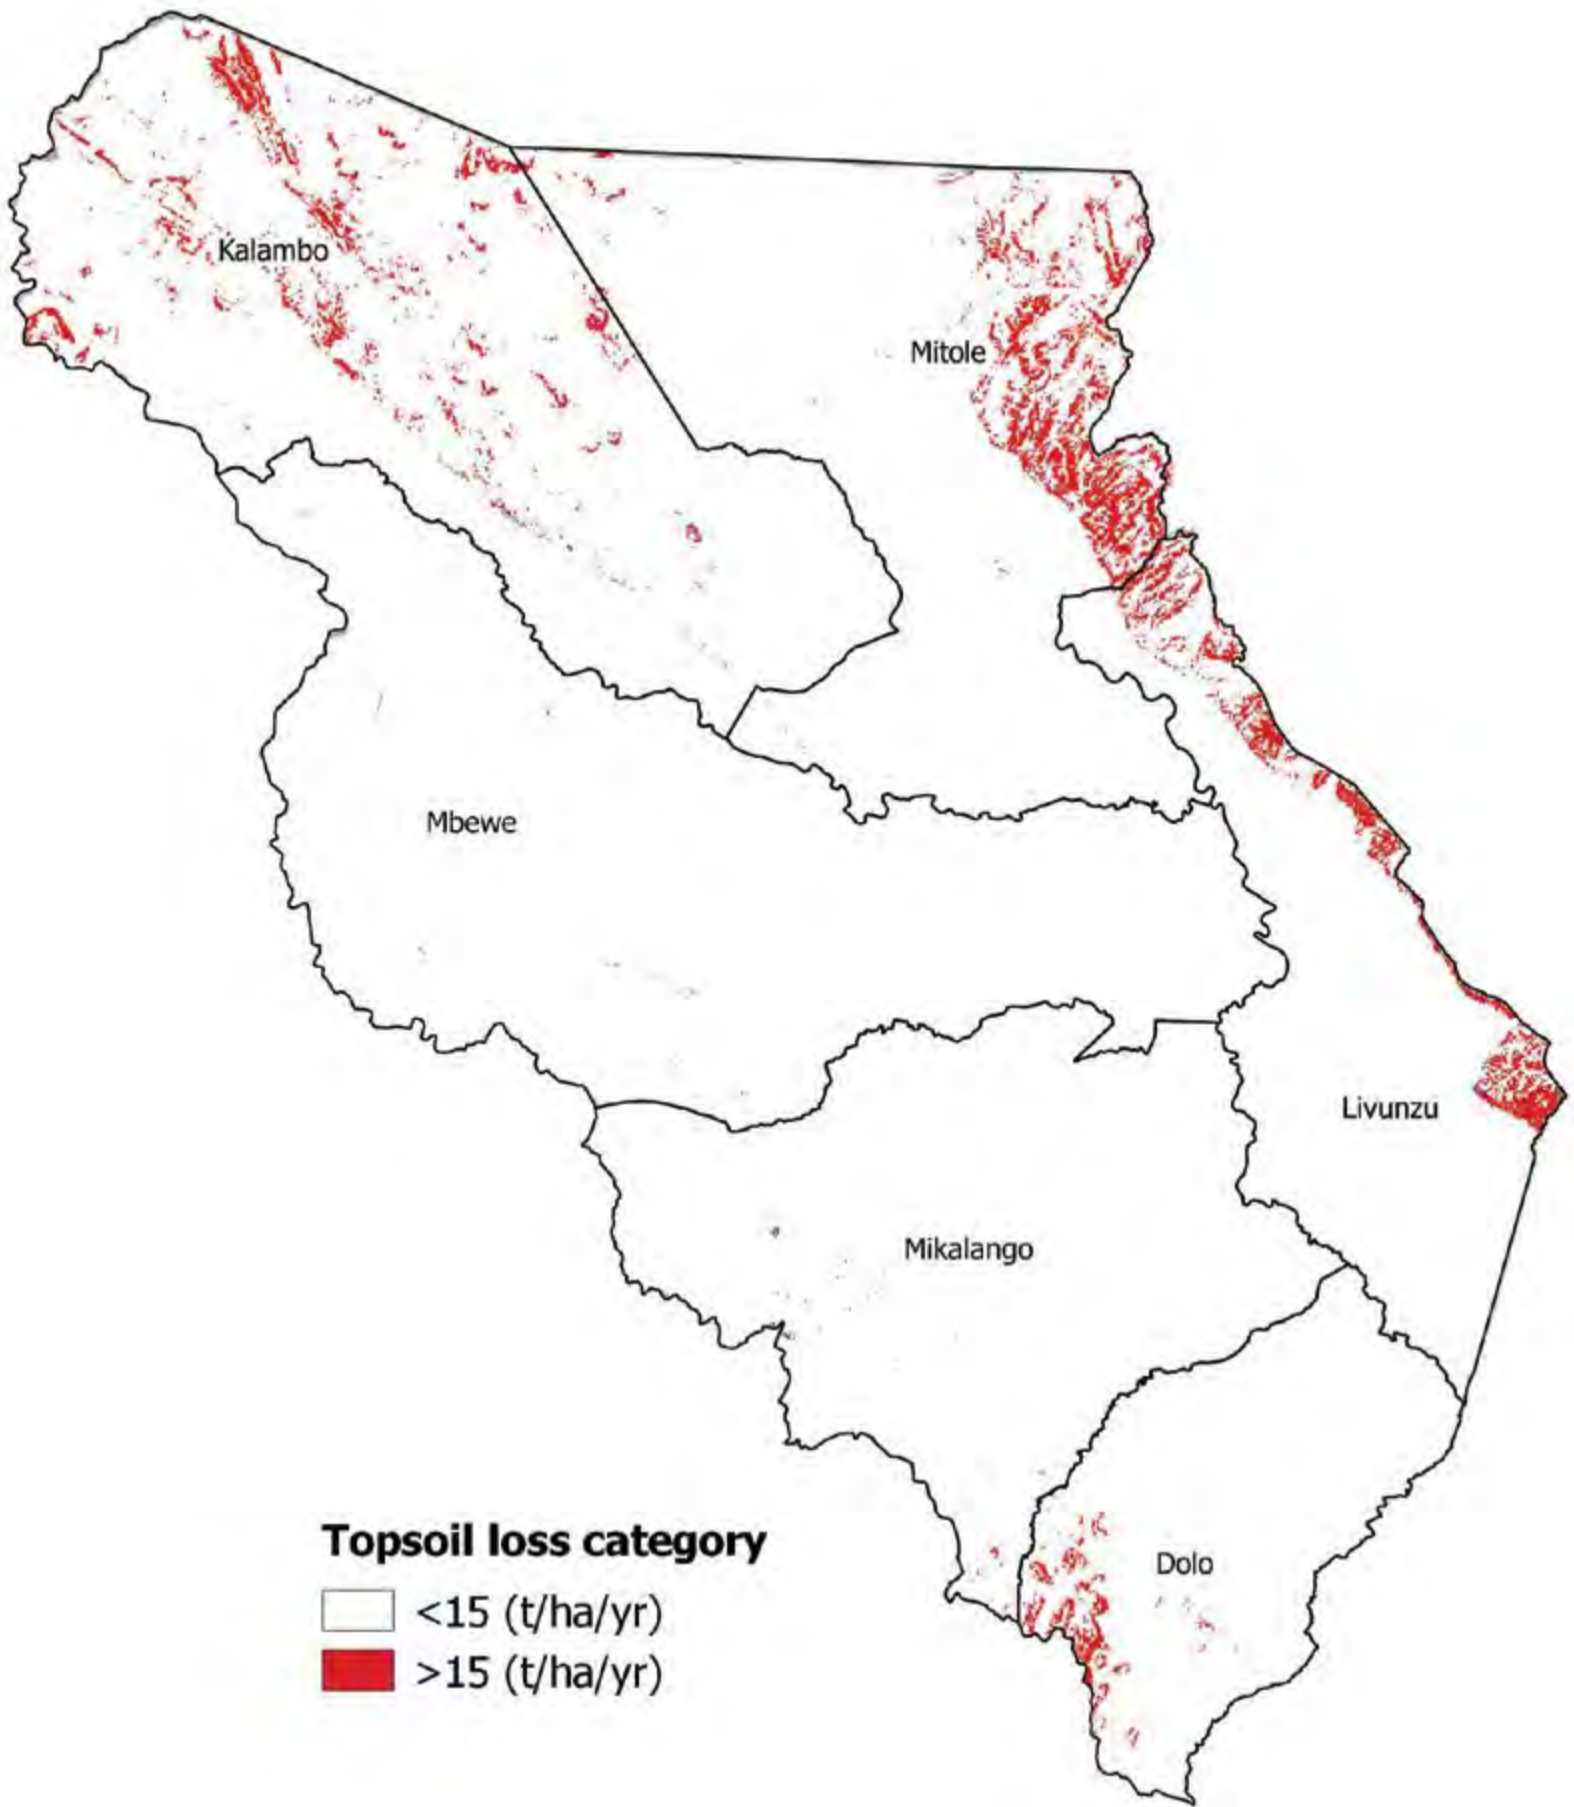 Kalambo
Mitole
Mbewe
Livunzu
Mikalango
Dolo
Topsoil loss category
<15 (t/ha/yr)
>15 (t/ha/yr)